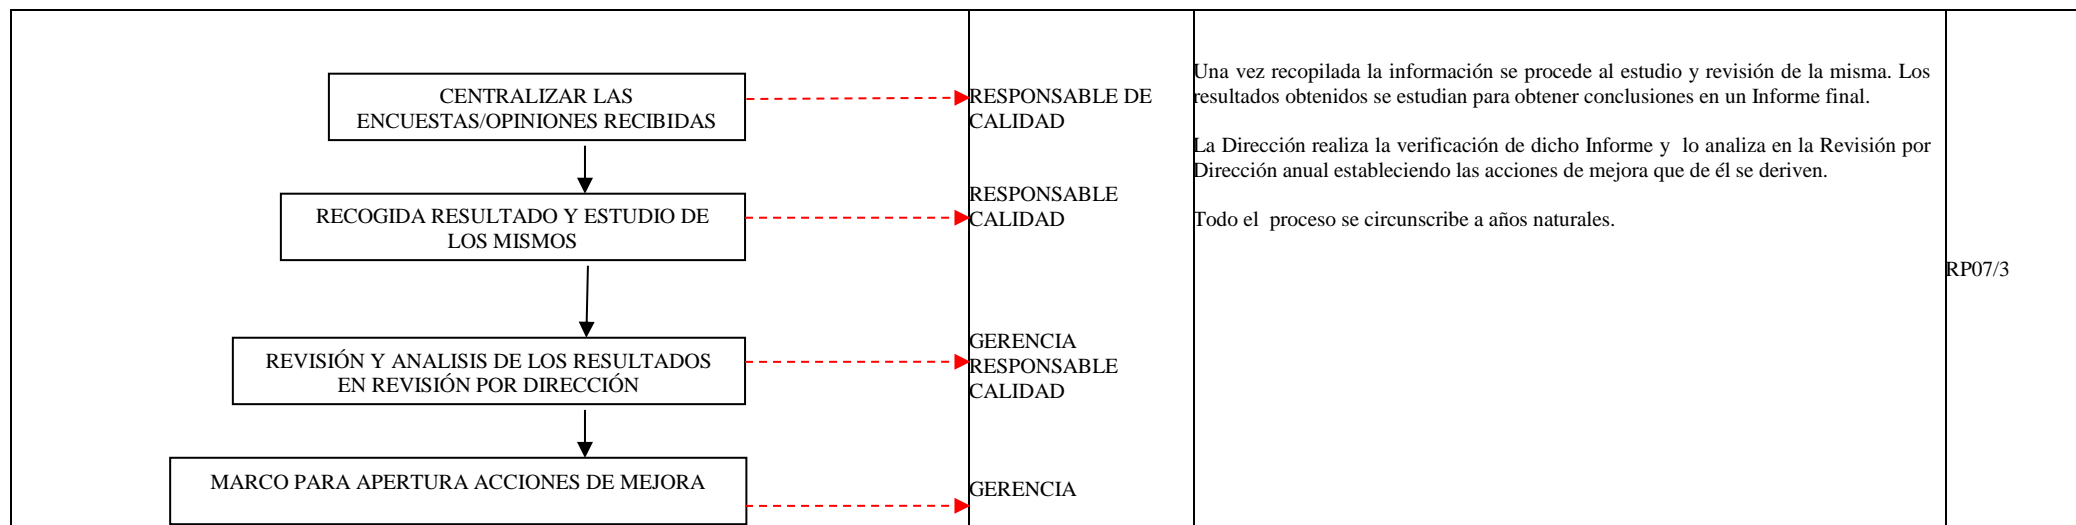 CENTRALIZAR LAS
ENCUESTAS/OPINIONES RECIBIDAS
RECOGIDA RESULTADO Y ESTUDIO DE
LOS MISMOS
REVISIÓN Y ANALISIS DE LOS RESULTADOS
EN REVISIÓN POR DIRECCIÓN
MARCO PARA APERTURA ACCIONES DE MEJORA
RESPONSABLE DE
CALIDAD
RESPONSABLE
CALIDAD
GERENCIA
RESPONSABLE
CALIDAD
GERENCIA
Una vez recopilada la información se procede al estudio y revisión de la misma. Los
resultados obtenidos se estudian para obtener conclusiones en un Informe final.
La Dirección realiza la verificación de dicho Informe y lo analiza en la Revisión por
Dirección anual estableciendo las acciones de mejora que de él se deriven.
Todo el proceso se circunscribe a años naturales.
RP07/3